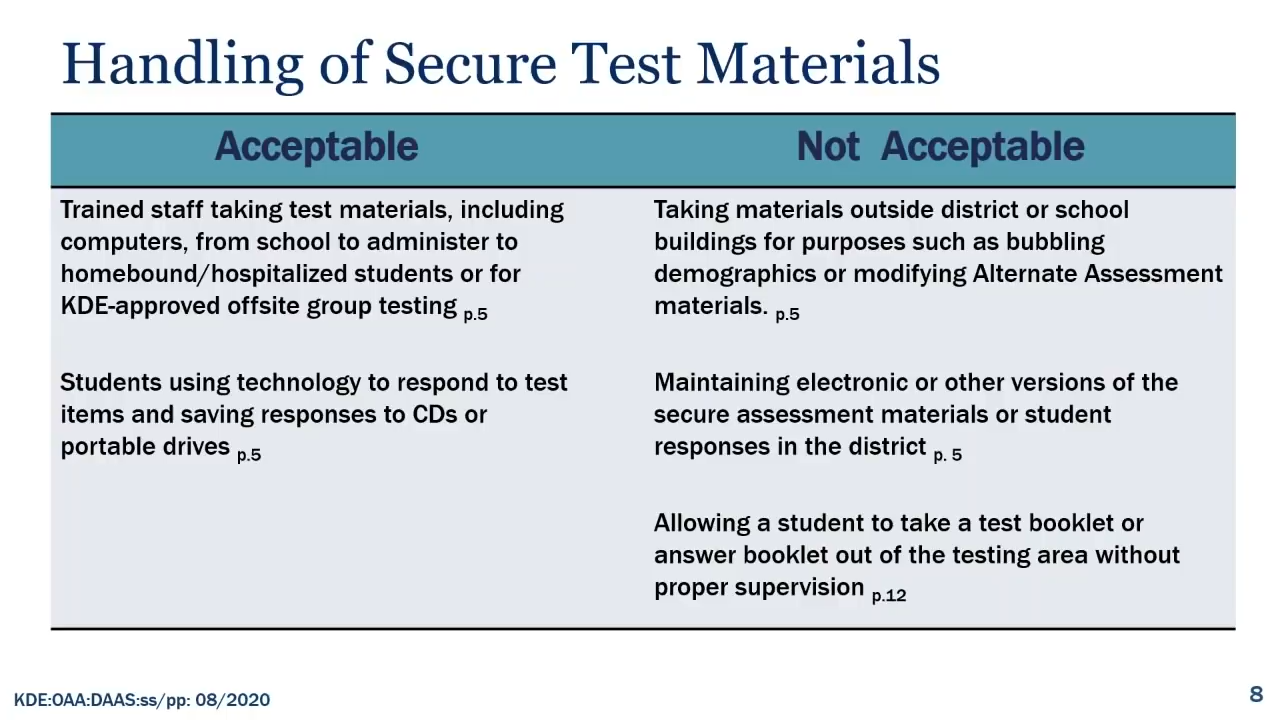 Handling of Secure Test Materials
Acceptable
Not Acceptable
Trained staff taking test materials, including
computers, from school to administer to
homebound/hospitalized students or for
KDE-approved offsite group testing p.5
Students using technology to respond to test
items and saving responses to CDs or
portable drives p.5
Taking materials outside district or school
buildings for purposes such as bubbling
demographics or modifying Alternate Assessment
materials. p.5
Maintaining electronic or other versions of the
secure assessment materials or student
responses in the district p. 5
Allowing a student to take a test booklet or
answer booklet out of the testing area without
proper supervision p.12
KDE:OAA:DAAS:ss/pp: 08/2020
8